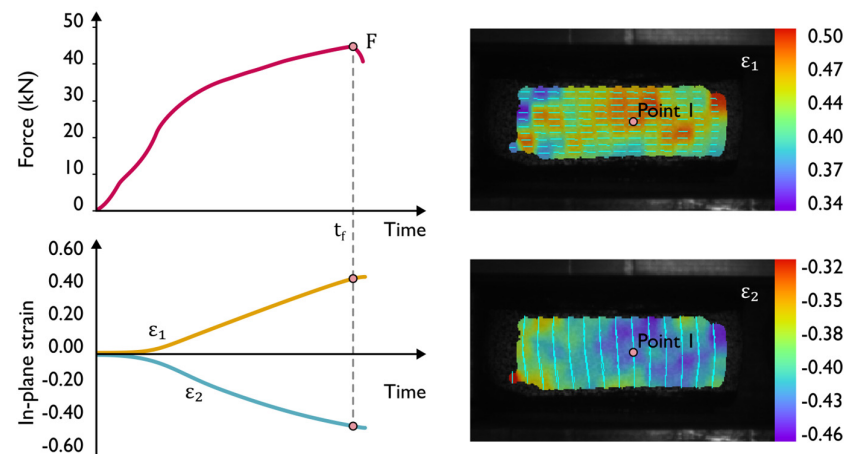 50
40
30
20
10
0
Force (kN)
F
t_f
Time
0.60
0.40
0.20
0.00
-0.20
-0.40
-0.60
In-plane strain
ε₁
ε₂
Time
ε₁
Point 1
0.50
0.47
0.44
0.40
0.37
0.34
ε₂
Point 1
-0.32
-0.35
-0.38
-0.40
-0.43
-0.46